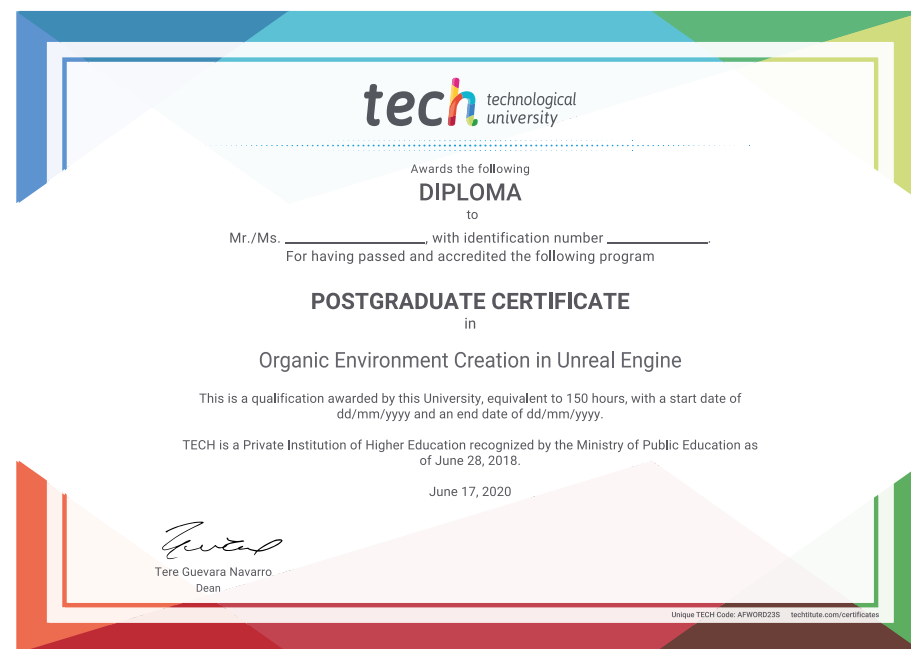 tech technological
university
Awards the following
DIPLOMA
to
Mr./Ms. ____________________, with identification number ______________.
For having passed and accredited the following program
POSTGRADUATE CERTIFICATE
in
Organic Environment Creation in Unreal Engine
This is a qualification awarded by this University, equivalent to 150 hours, with a start date of
dd/mm/yyyy and an end date of dd/mm/yyyy.
TECH is a Private Institution of Higher Education recognized by the Ministry of Public Education as
of June 28, 2018.
June 17, 2020
Tere Guevara Navarro
Dean
Unique TECH Code: AFWORD23S techtitute.com/certificates